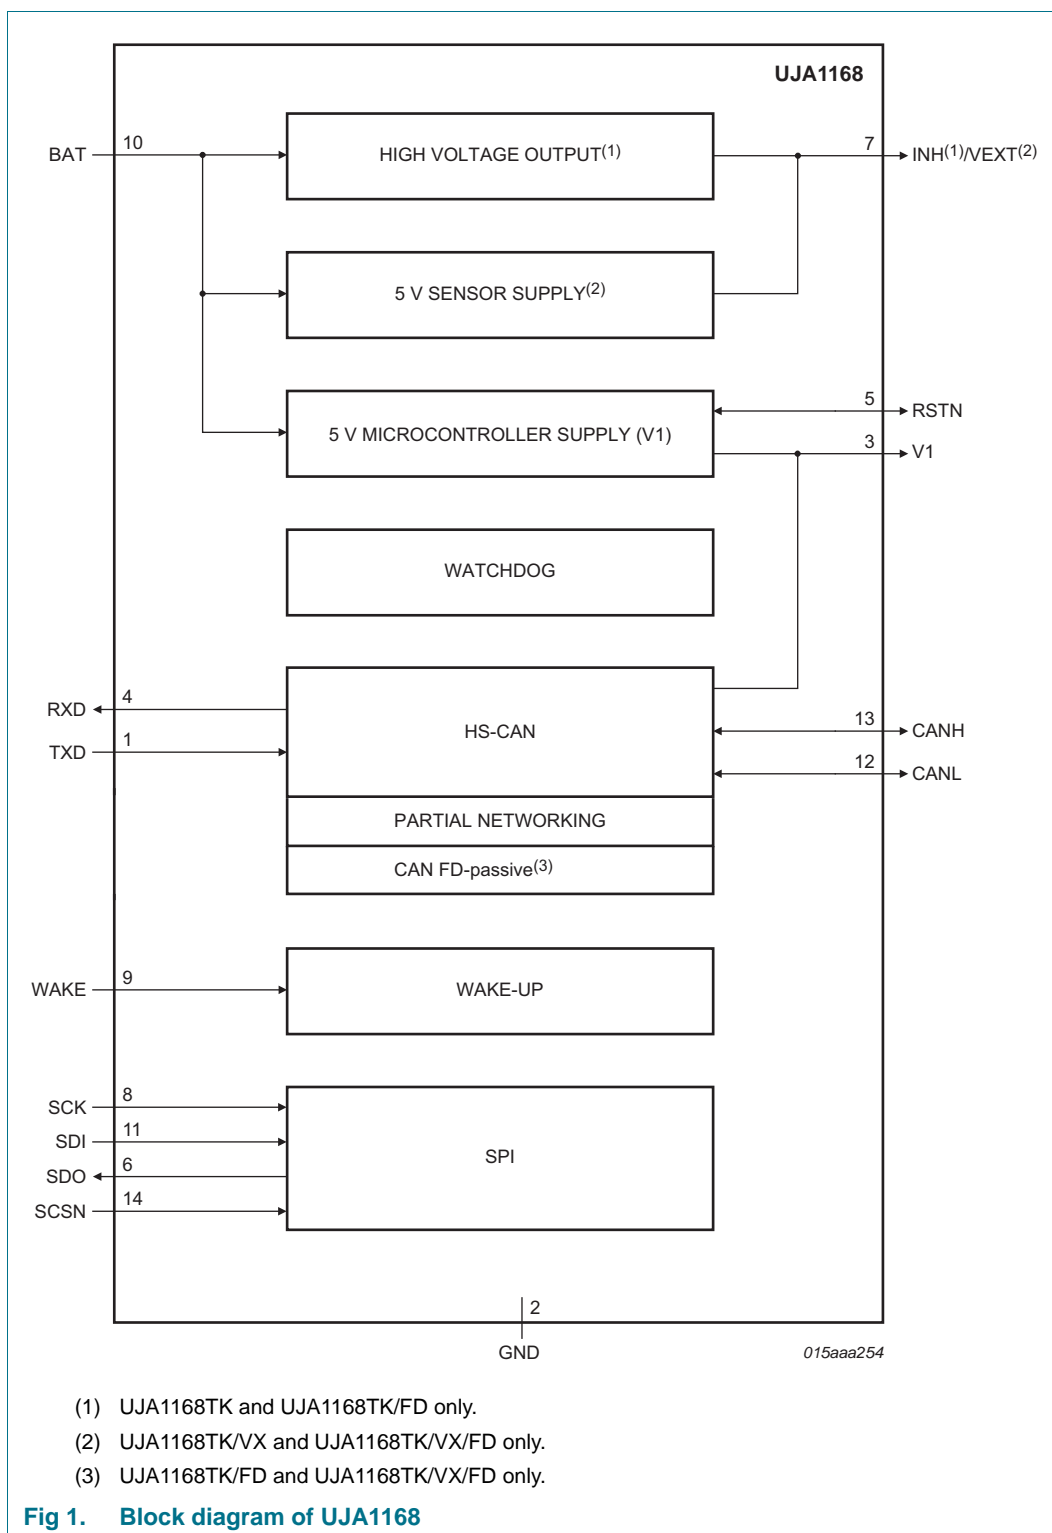 UJA1168
BAT
10
HIGH VOLTAGE OUTPUT(1)
7
INH(1)/VEXT(2)
5 V SENSOR SUPPLY(2)
5 V MICROCONTROLLER SUPPLY (V1)
5
RSTN
3
V1
WATCHDOG
RXD
4
TXD
1
HS-CAN
13
CANH
12
CANL
PARTIAL NETWORKING
CAN FD-passive(3)
WAKE
9
WAKE-UP
SCK
8
SDI
11
SDO
6
SCSN
14
SPI
2
GND
015aaa254
(1) UJA1168TK and UJA1168TK/FD only.
(2) UJA1168TK/VX and UJA1168TK/VX/FD only.
(3) UJA1168TK/FD and UJA1168TK/VX/FD only.
Fig 1. Block diagram of UJA1168